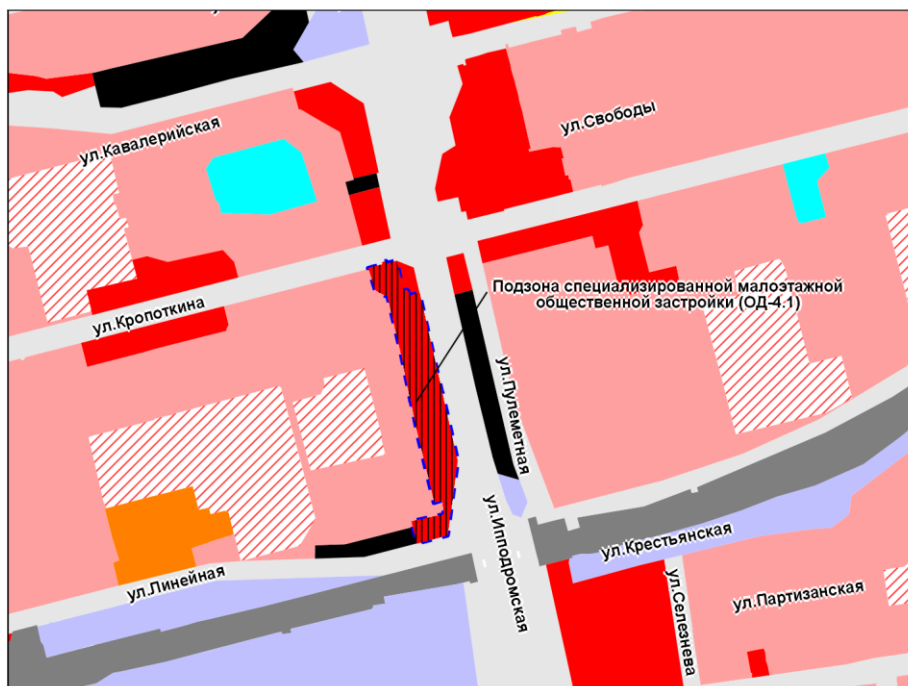 ул.Кавалерийская
ул.Свободы
Подзона специализированной малоэтажной
общественной застройки (ОД-4.1)
ул.Кропоткина
ул.Пулеметная
ул.Ипподромская
ул.Крестьянская
ул.Линейная
ул.Селезнева
ул.Партизанская